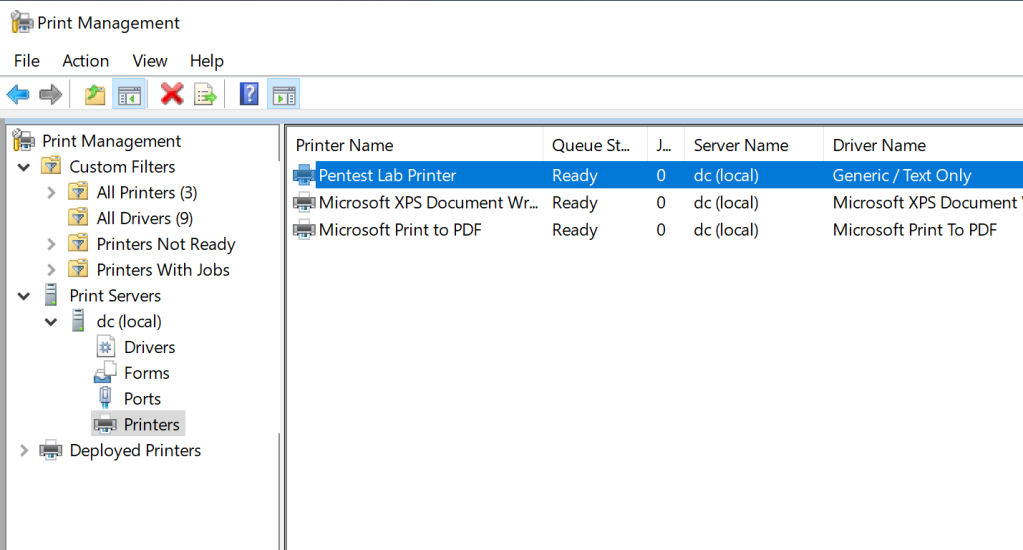 Print Management
File Action View Help
Print Management
Custom Filters
All Printers (3)
All Drivers (9)
Printers Not Ready
Printers With Jobs
Print Servers
dc (local)
Drivers
Forms
Ports
Printers
Deployed Printers
Printer Name Queue St... J... Server Name Driver Name
Pentest Lab Printer Ready 0 dc (local) Generic / Text Only
Microsoft XPS Document Wr... Ready 0 dc (local) Microsoft XPS Document
Microsoft Print to PDF Ready 0 dc (local) Microsoft Print To PDF